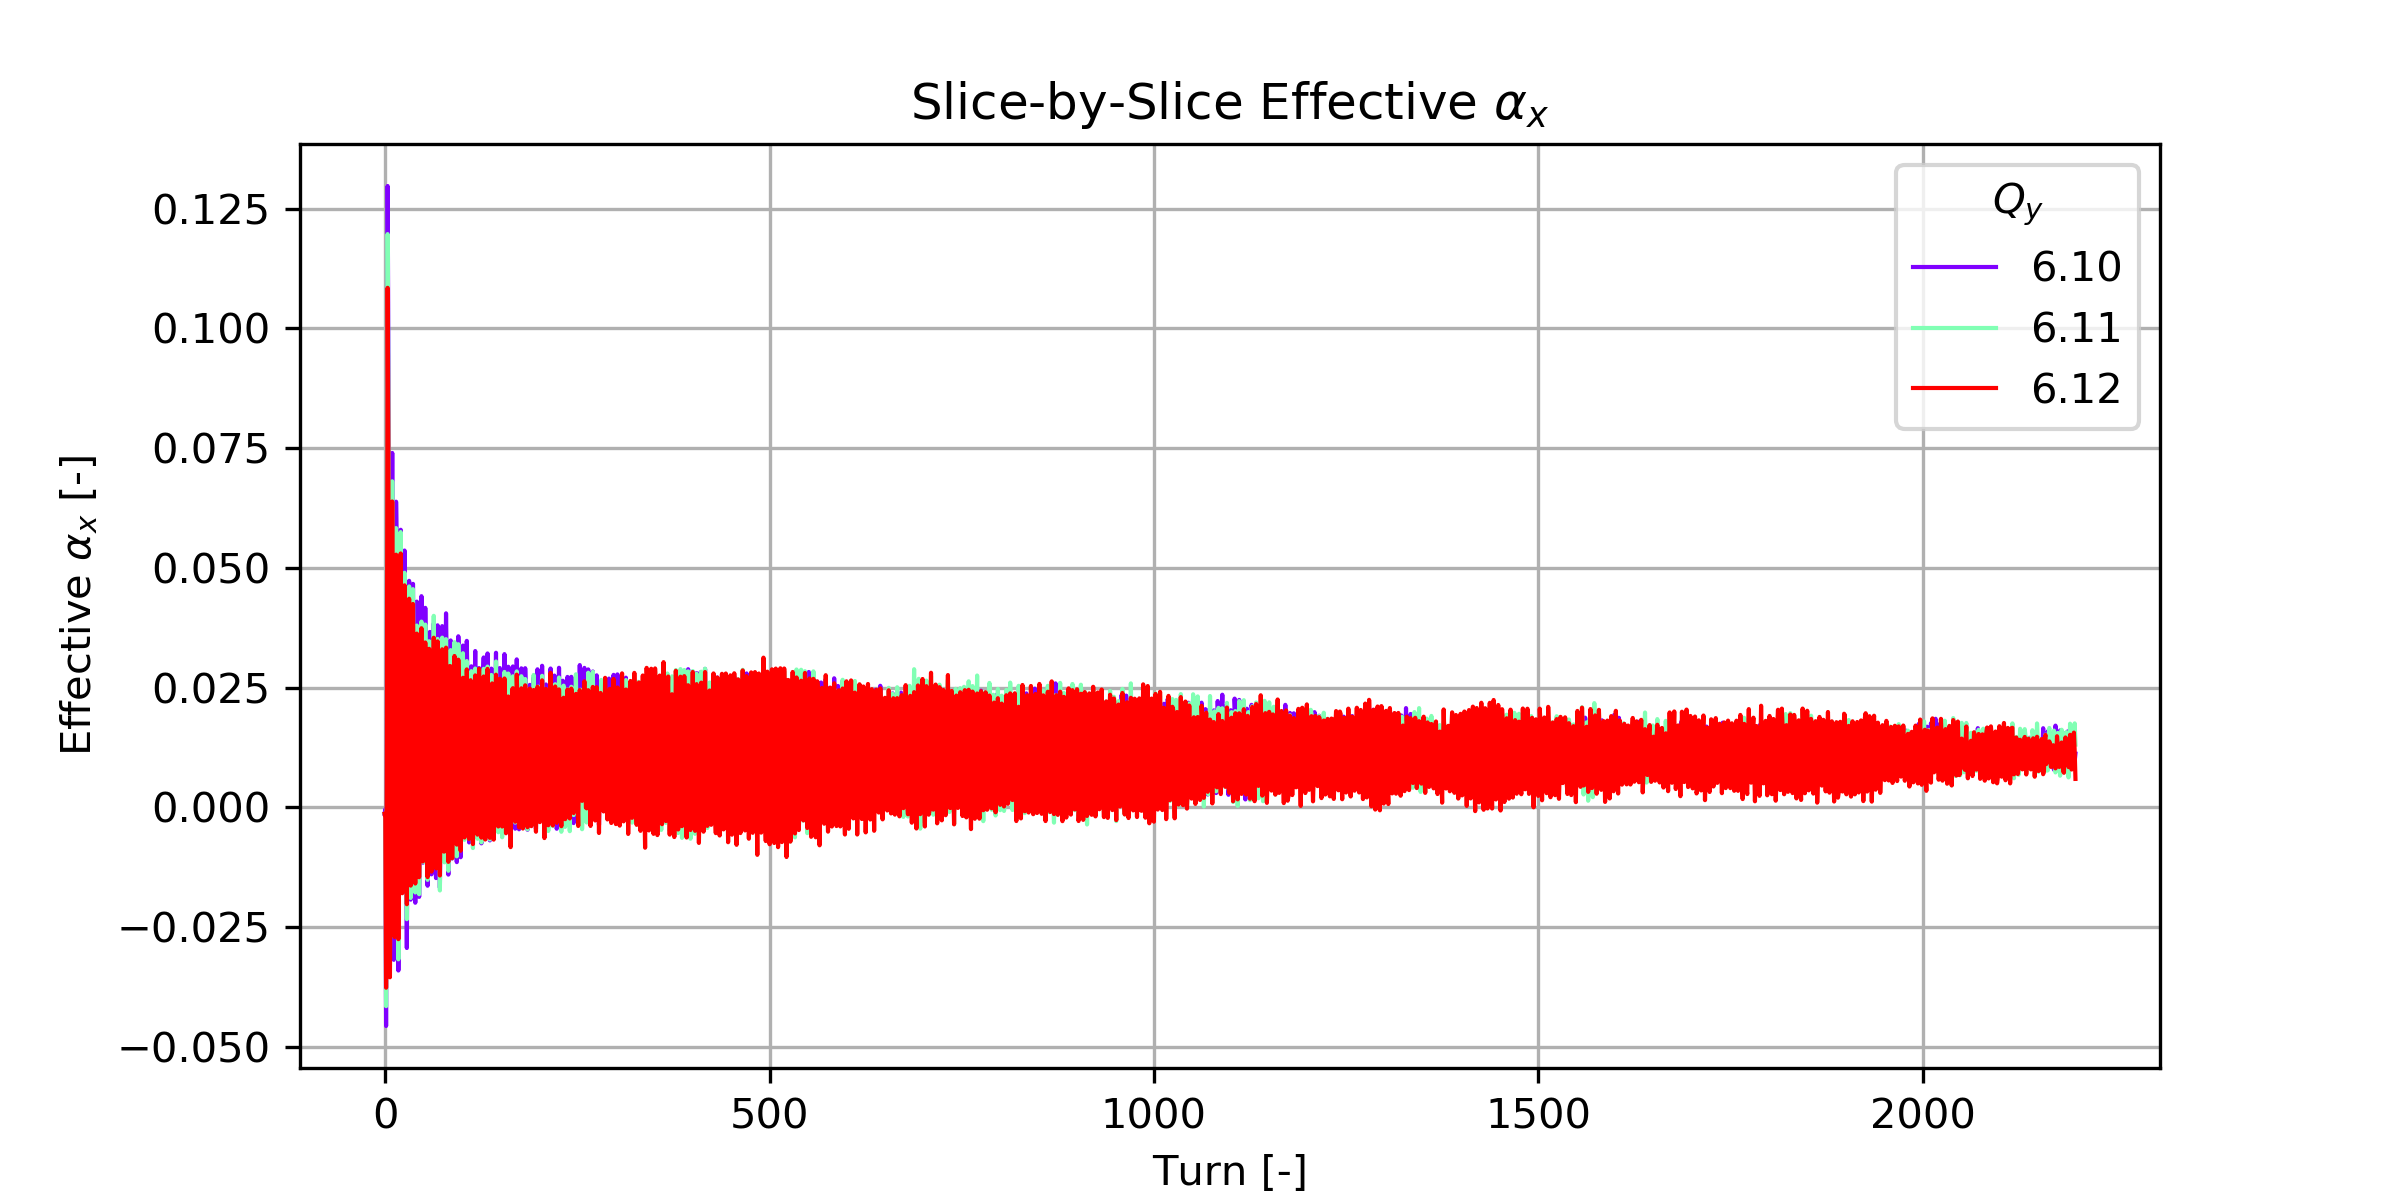 Slice-by-Slice Effective αₓ
Effective αₓ [-]
0.125
0.100
0.075
0.050
0.025
0.000
−0.025
−0.050
0 500 1000 1500 2000
Turn [-]
Q_y
6.10
6.11
6.12